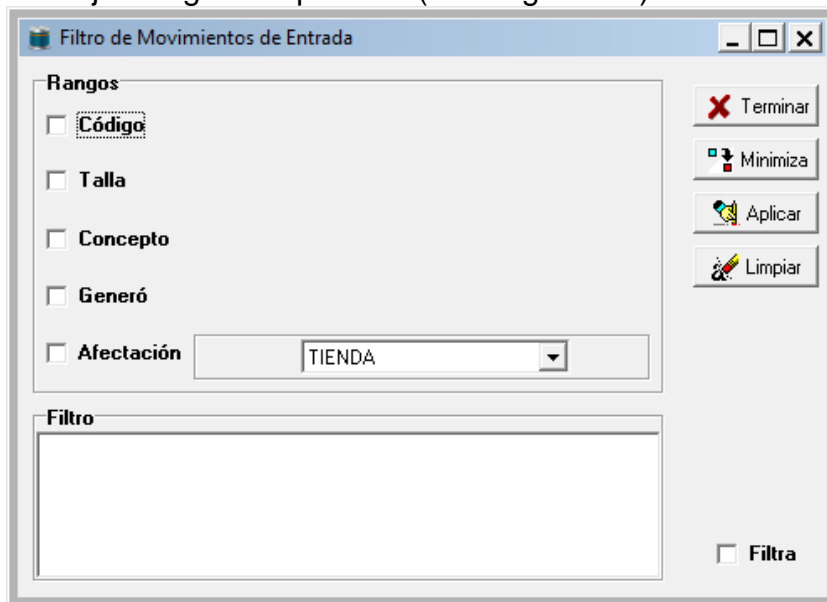 Filtro de Movimientos de Entrada
Rangos
Código
Talla
Concepto
Generó
Afectación
TIENDA
Terminar
Minimiza
Aplicar
Limpiar
Filtro
Filtra